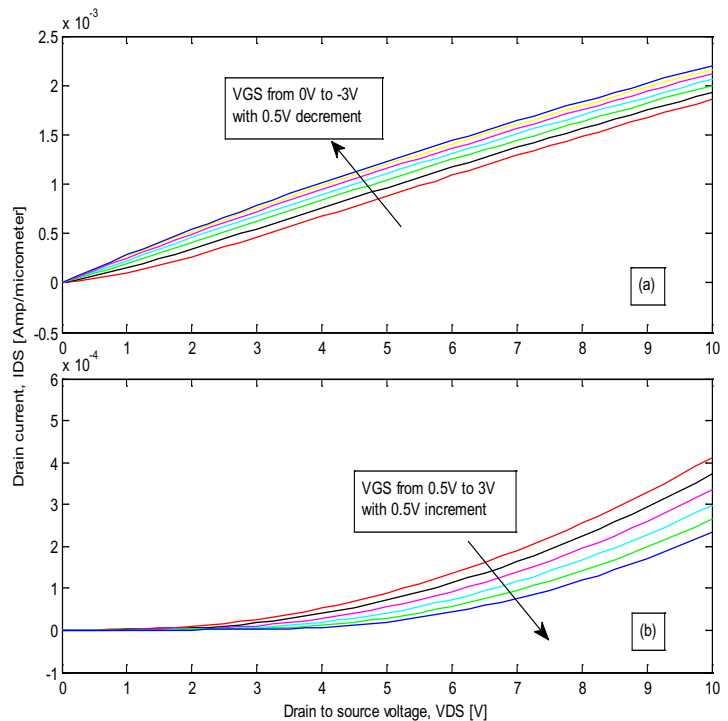 x 10-3
2.5
2
1.5
1
0.5
0
-0.5
VGS from 0V to -3V
with 0.5V decrement
(a)
0 1 2 3 4 5 6 7 8 9 10
Drain current, IDS [Amp/micrometer]
x 10-4
6
5
4
3
2
1
0
-1
VGS from 0.5V to 3V
with 0.5V increment
(b)
0 1 2 3 4 5 6 7 8 9 10
Drain to source voltage, VDS [V]